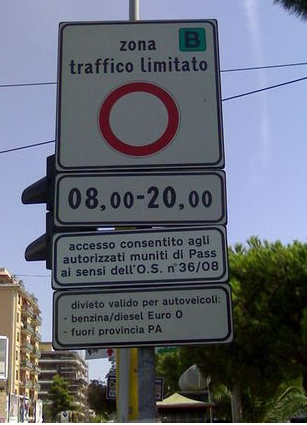 B
zona
traffico limitato
08,00-20,00
accesso consentito agli
autorizzati muniti di Pass
ai sensi dell'O.S. n°36/08
divieto valido per autoveicoli:
- benzina/diesel Euro 0
- fuori provincia PA